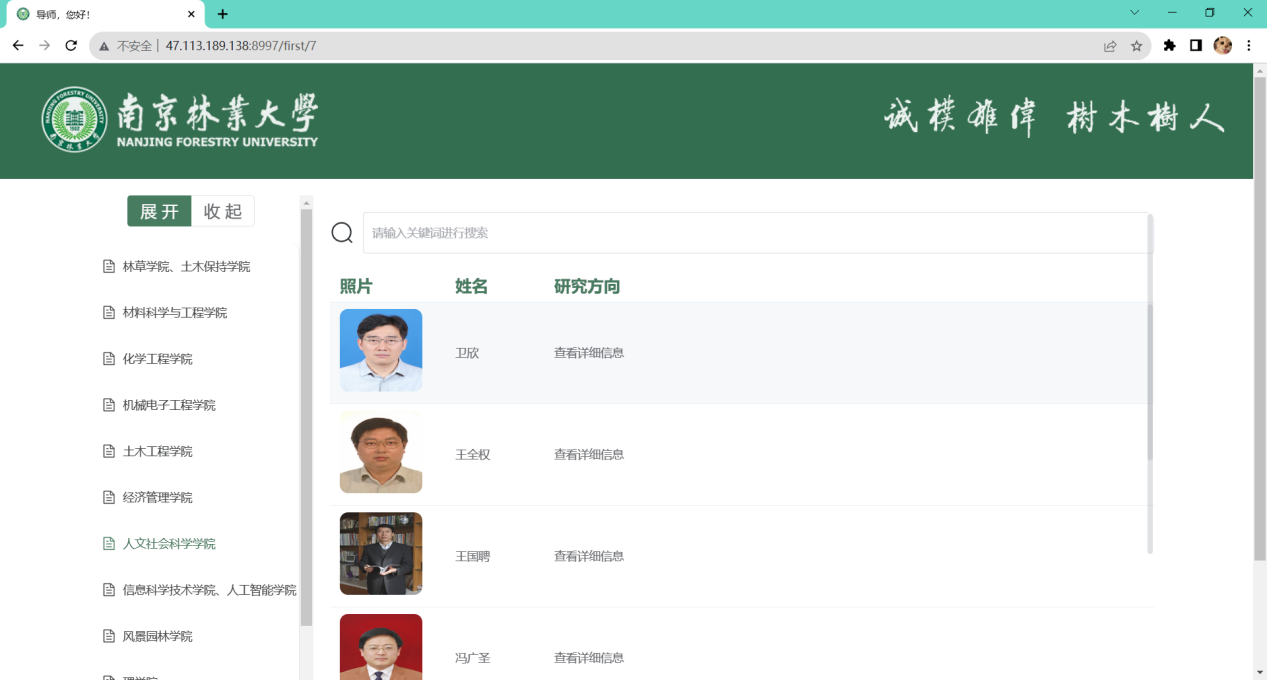 导师，您好！
不安全 | 47.113.189.138:8997/first/7
南京林業大學
NANJING FORESTRY UNIVERSITY
誠樸雄偉 樹木樹人
展开 收起
请输入关键词进行搜索
林草学院、土木保持学院
材料科学与工程学院
化学工程学院
机械电子工程学院
土木工程学院
经济管理学院
人文社会科学学院
信息科学技术学院、人工智能学院
风景园林学院
理学院
照片 姓名 研究方向
卫欣 查看详细信息
王全权 查看详细信息
王国聘 查看详细信息
冯广圣 查看详细信息